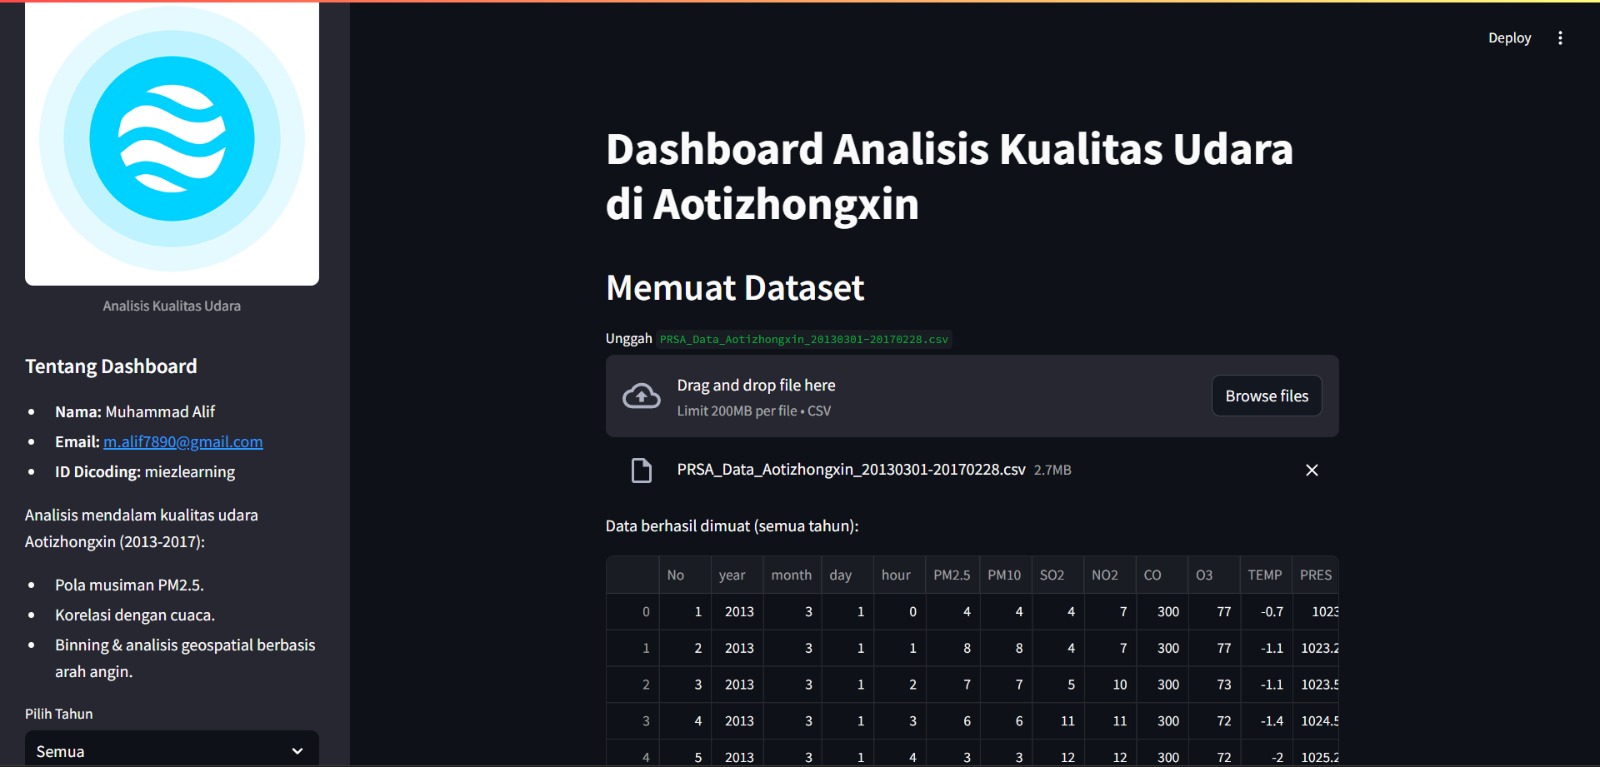 Analisis Kualitas Udara
Tentang Dashboard
Nama: Muhammad Alif
Email: m.alif7890@gmail.com
ID Dicoding: miezlearning
Analisis mendalam kualitas udara
Aotizhongxin (2013-2017):
Pola musiman PM2.5.
Korelasi dengan cuaca.
Binning & analisis geospatial berbasis
arah angin.
Pilih Tahun
Semua
Deploy
Dashboard Analisis Kualitas Udara
di Aotizhongxin
Memuat Dataset
Unggah PRSA_Data_Aotizhongxin_20130301-20170228.csv
Drag and drop file here
Limit 200MB per file • CSV
Browse files
PRSA_Data_Aotizhongxin_20130301-20170228.csv 2.7MB
Data berhasil dimuat (semua tahun):
No year month day hour PM2.5 PM10 SO2 NO2 CO O3 TEMP PRES
0 1 2013 3 1 0 4 4 4 7 300 77 -0.7 1023
1 2 2013 3 1 1 8 8 4 7 300 77 -1.1 1023.2
2 3 2013 3 1 2 7 7 5 10 300 73 -1.1 1023.5
3 4 2013 3 1 3 6 6 11 11 300 72 -1.4 1024.5
4 5 2013 3 1 4 3 3 12 12 300 72 -2 1025.2